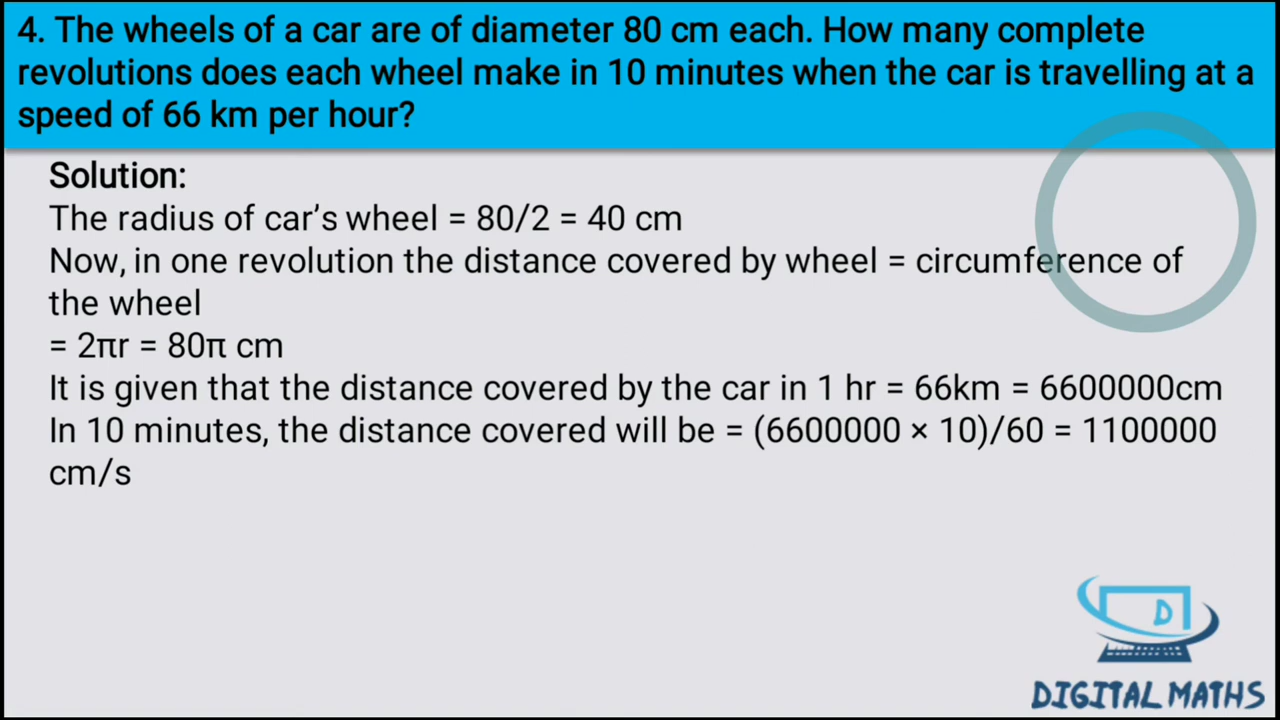 4. The wheels of a car are of diameter 80 cm each. How many complete
revolutions does each wheel make in 10 minutes when the car is travelling at a
speed of 66 km per hour?
Solution:
The radius of car’s wheel = 80/2 = 40 cm
Now, in one revolution the distance covered by wheel = circumference of
the wheel
= 2πr = 80π cm
It is given that the distance covered by the car in 1 hr = 66km = 6600000cm
In 10 minutes, the distance covered will be = (6600000 × 10)/60 = 1100000
cm/s
D
DIGITAL MATHS